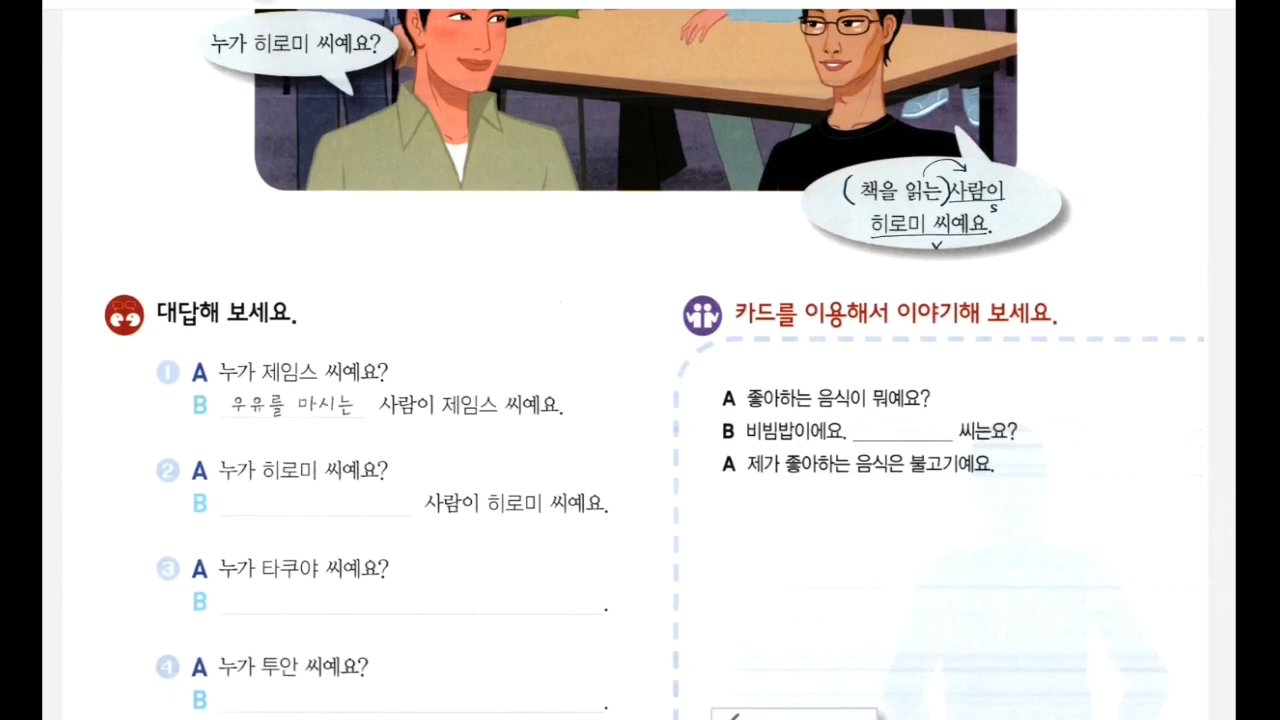 누가 히로미 씨예요?
(책을 읽는) 사람이
s
히로미 씨예요.
v
대답해 보세요.
1 A 누가 제임스 씨예요?
B 우유를 마시는 사람이 제임스 씨예요.
2 A 누가 히로미 씨예요?
B 사람이 히로미 씨예요.
3 A 누가 타쿠야 씨예요?
B .
4 A 누가 투안 씨예요?
B .
카드를 이용해서 이야기해 보세요.
A 좋아하는 음식이 뭐예요?
B 비빔밥이에요. __________ 씨는요?
A 제가 좋아하는 음식은 불고기예요.